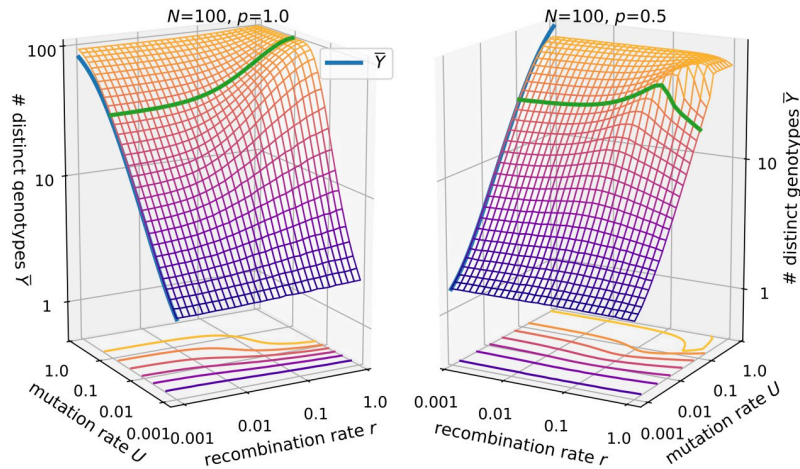 N=100, p=1.0
N=100, p=0.5
Y̅
# distinct genotypes Y̅
100
10
1
1.0
0.1
0.01
0.001
mutation rate U
0.001
0.01
0.1
1.0
recombination rate r
# distinct genotypes Y̅
10
1
0.001
0.01
0.1
1.0
recombination rate r
1.0
0.1
0.01
0.001
mutation rate U